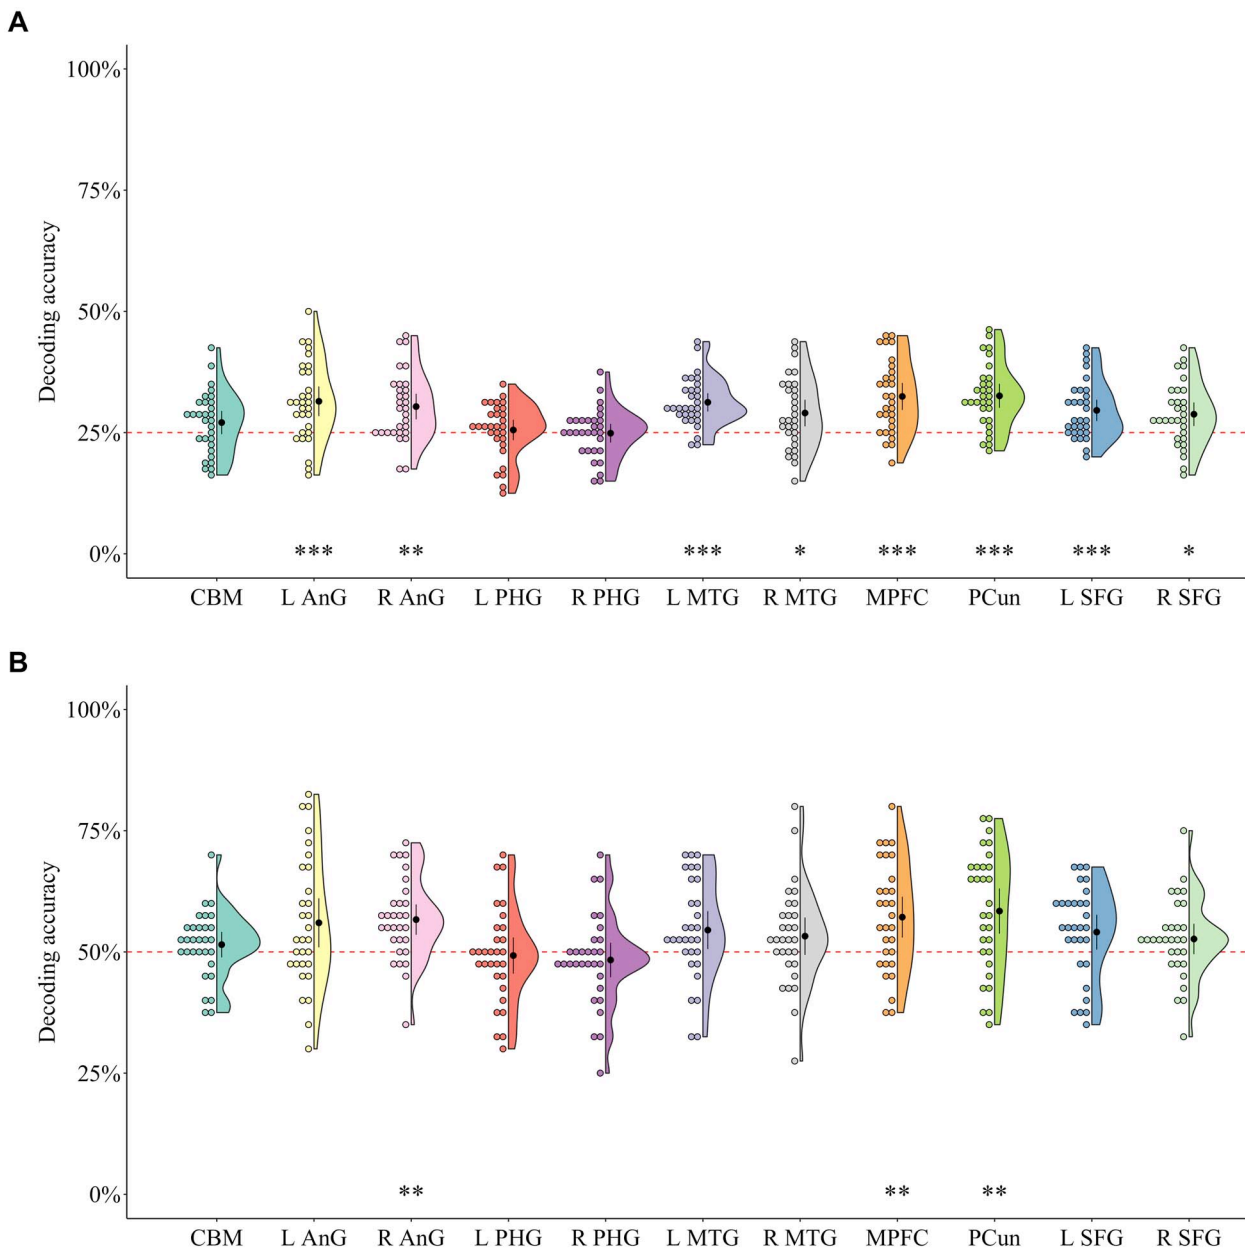 A
Decoding accuracy
100%
75%
50%
25%
0%
*** ** *** * *** *** *** *
CBM L AnG R AnG L PHG R PHG L MTG R MTG MPFC PCun L SFG R SFG
B
Decoding accuracy
100%
75%
50%
25%
0%
** ** **
CBM L AnG R AnG L PHG R PHG L MTG R MTG MPFC PCun L SFG R SFG